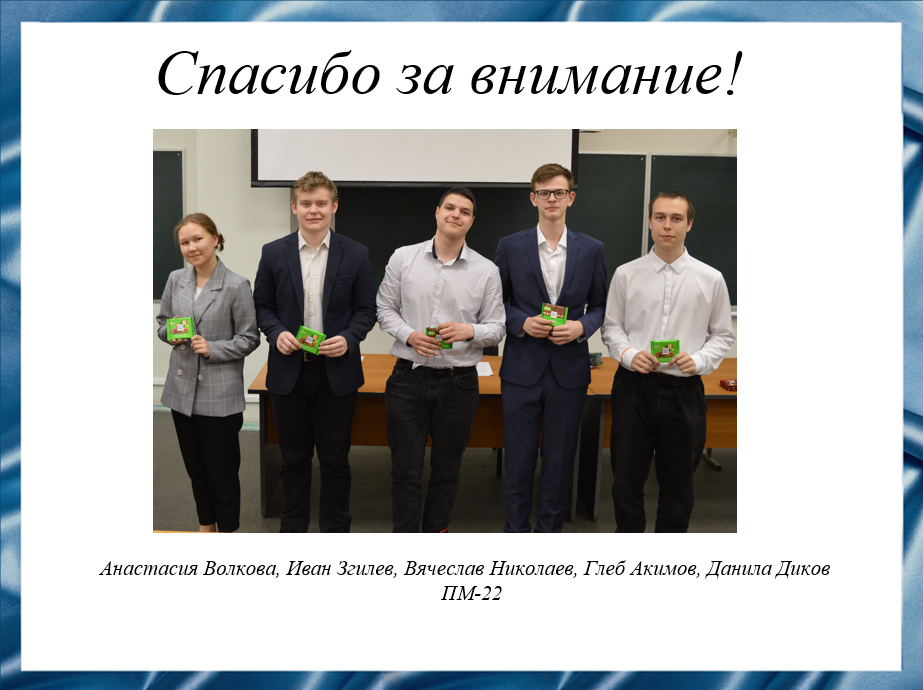 Спасибо за внимание!
Анастасия Волкова, Иван Згилев, Вячеслав Николаев, Глеб Акимов, Данила Диков
ПМ-22